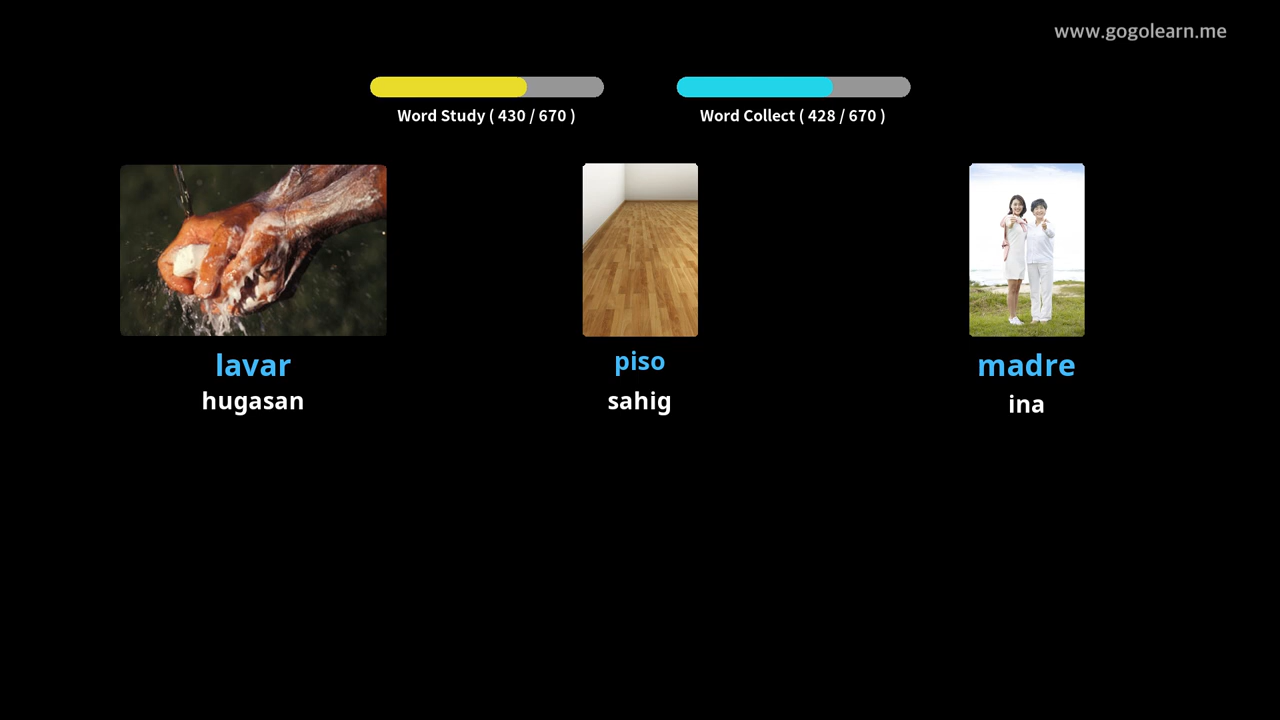 www.gogolearn.me
Word Study ( 430 / 670 )
Word Collect ( 428 / 670 )
lavar
hugasan
piso
sahig
madre
ina